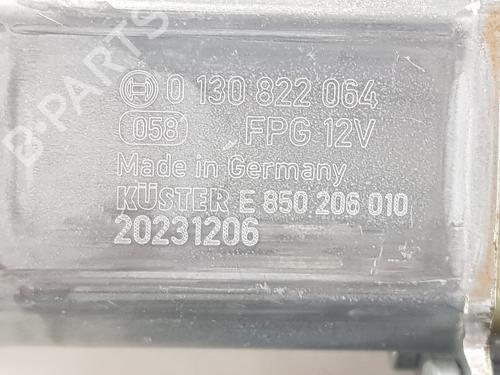 B-PARTS
0 130 822 064
058 FPG 12V
Made in Germany
KÜSTER E 850 206 010
20231206